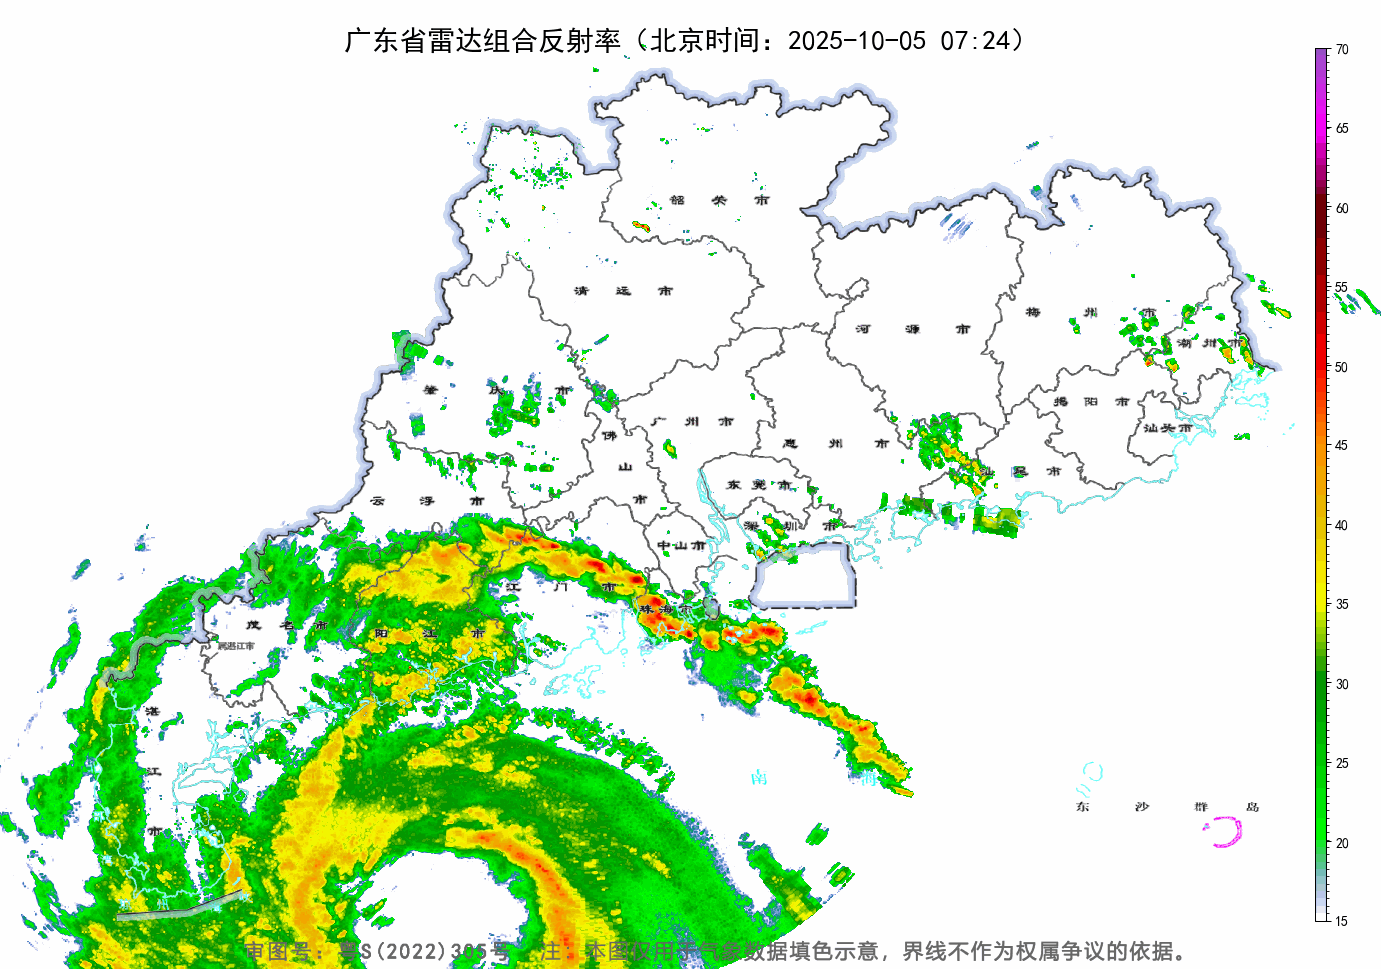 广东省雷达组合反射率（北京时间：2025-10-05 07:24）
70
65
60
55
50
45
40
35
30
25
20
15
韶 关 市
清 远 市
河 源 市
梅 州 市
潮 州 市
肇 庆 市
广 州 市
揭 阳 市
汕头市
佛 山 市
惠 州 市
汕 尾 市
云 浮 市
东 莞 市
深 圳 市
中山市
江 门 市
珠海市
茂 名 市
阳 江 市
属湛江市
湛 江 市
南 海
东 沙 群 岛
审图号：粤S(2022)305号 注：本图仅用于气象数据填色示意，界线不作为权属争议的依据。